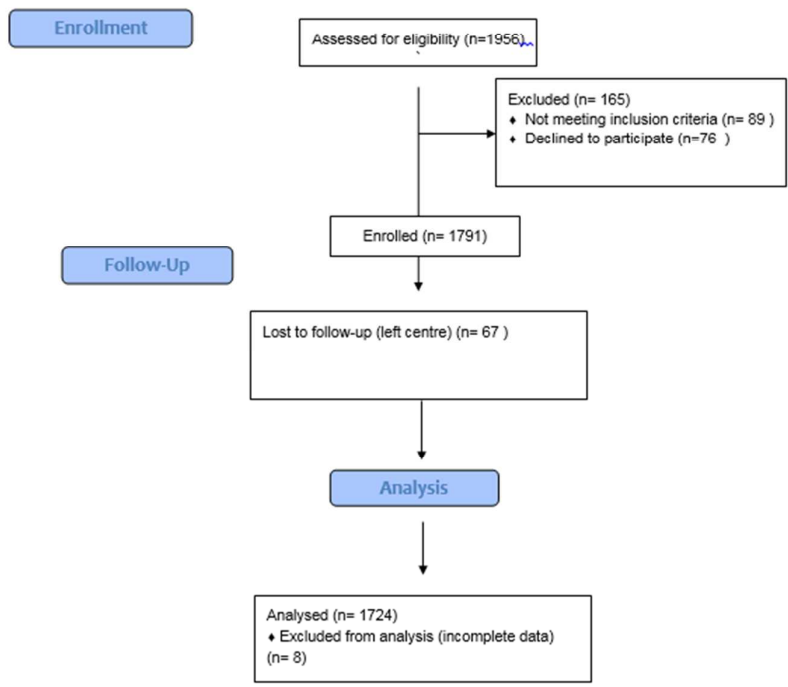 Enrollment
Assessed for eligibility (n=1956)
Excluded (n= 165)
♦ Not meeting inclusion criteria (n= 89 )
♦ Declined to participate (n=76 )
Enrolled (n= 1791)
Follow-Up
Lost to follow-up (left centre) (n= 67 )
Analysis
Analysed (n= 1724)
♦ Excluded from analysis (incomplete data)
(n= 8)